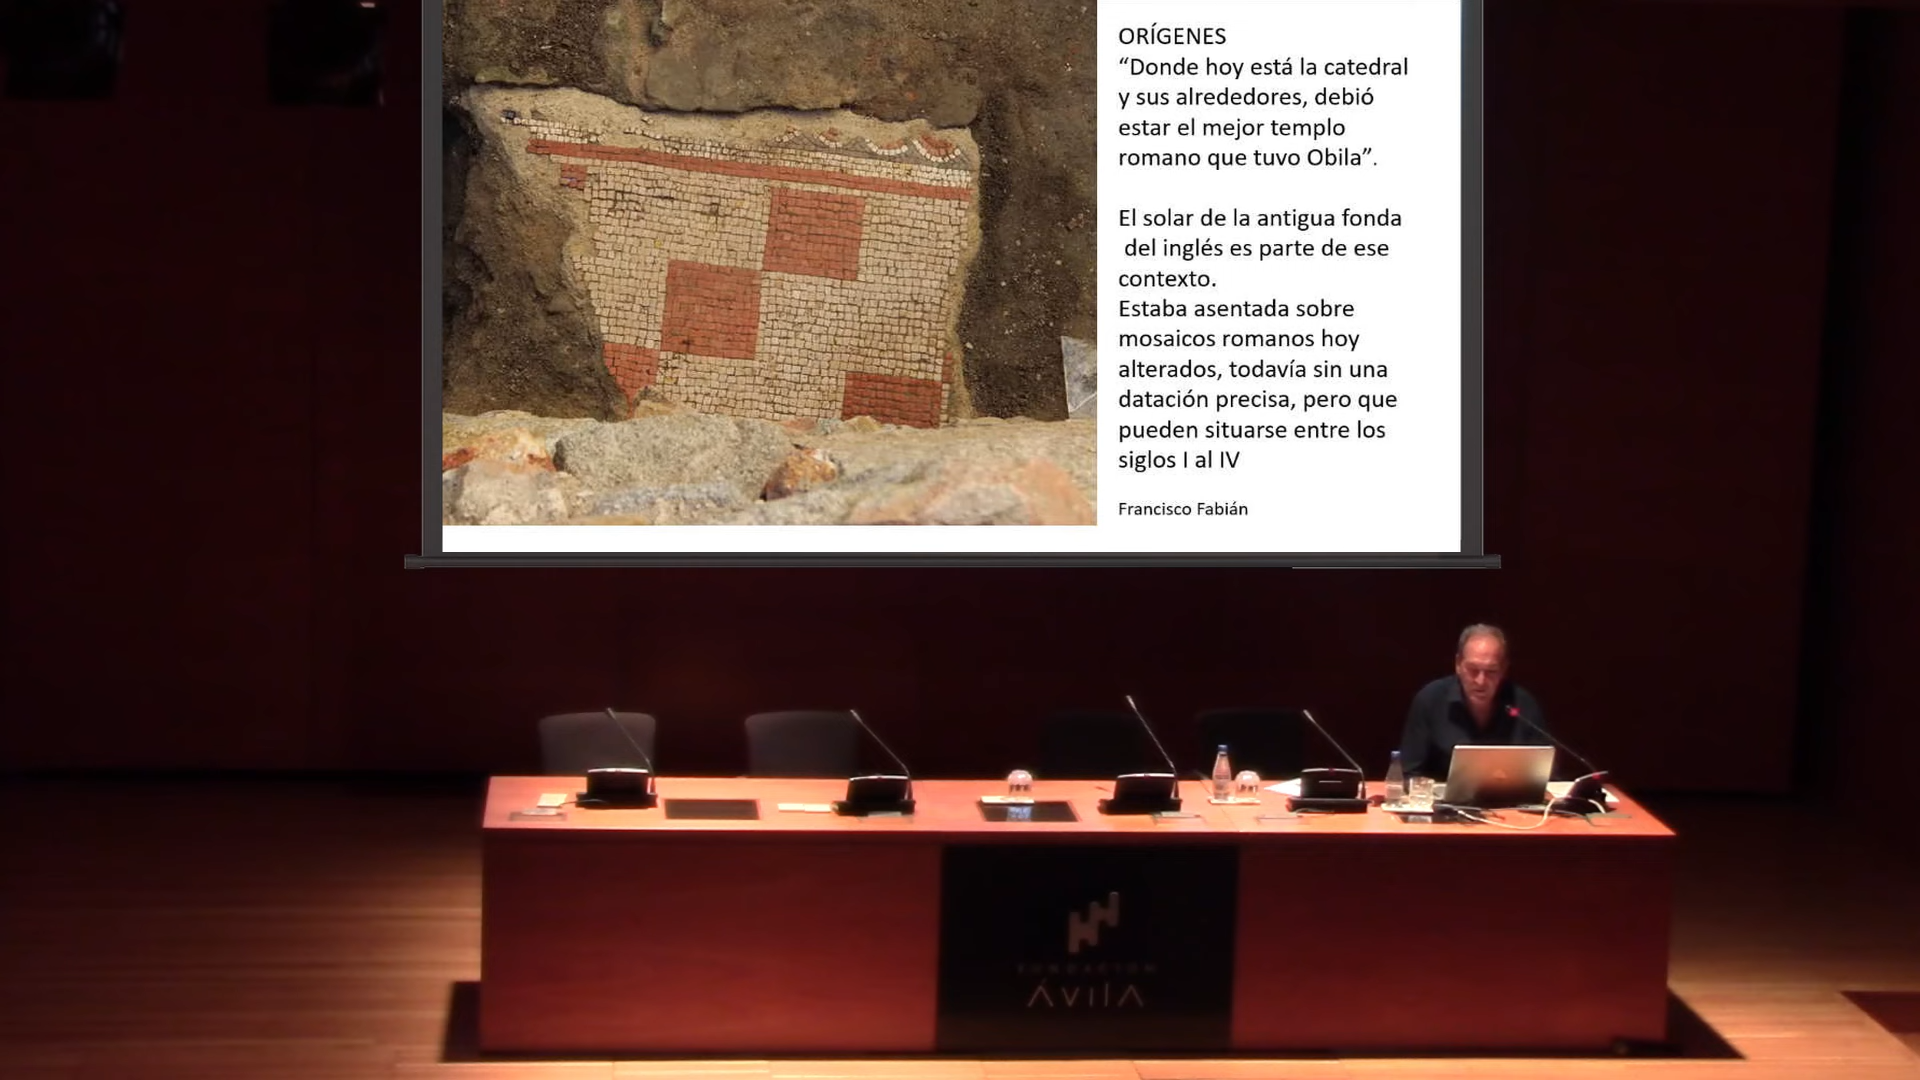 ORÍGENES
“Donde hoy está la catedral
y sus alrededores, debió
estar el mejor templo
romano que tuvo Obila”.
El solar de la antigua fonda
del inglés es parte de ese
contexto.
Estaba asentada sobre
mosaicos romanos hoy
alterados, todavía sin una
datación precisa, pero que
pueden situarse entre los
siglos I al IV
Francisco Fabián
FUNDACIÓN
ÁVILA